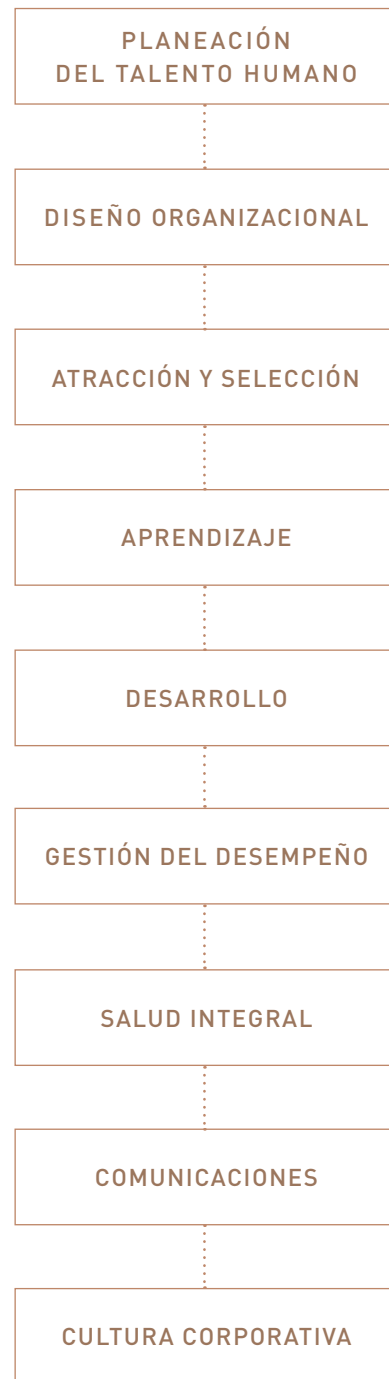 PLANEACIÓN
DEL TALENTO HUMANO
DISEÑO ORGANIZACIONAL
ATRACCIÓN Y SELECCIÓN
APRENDIZAJE
DESARROLLO
GESTIÓN DEL DESEMPEÑO
SALUD INTEGRAL
COMUNICACIONES
CULTURA CORPORATIVA